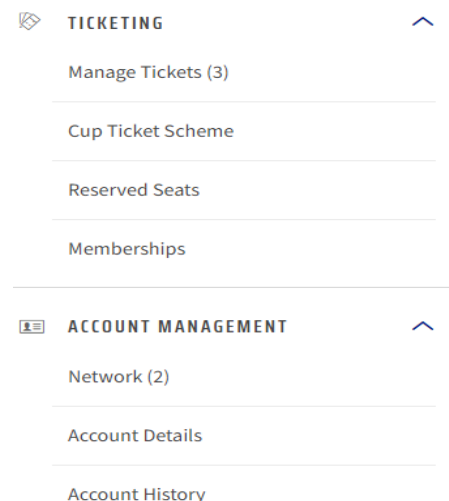 TICKETING
Manage Tickets (3)
Cup Ticket Scheme
Reserved Seats
Memberships
ACCOUNT MANAGEMENT
Network (2)
Account Details
Account History